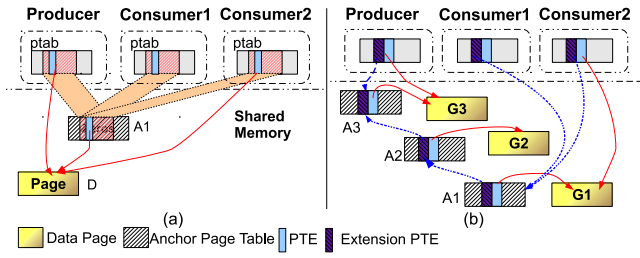 Producer Consumer1 Consumer2
ptab ptab ptab
A1
Shared
Memory
Page D
(a)
Producer Consumer1 Consumer2
A3 G3
A2 G2
A1 G1
(b)
Data Page Anchor Page Table PTE Extension PTE